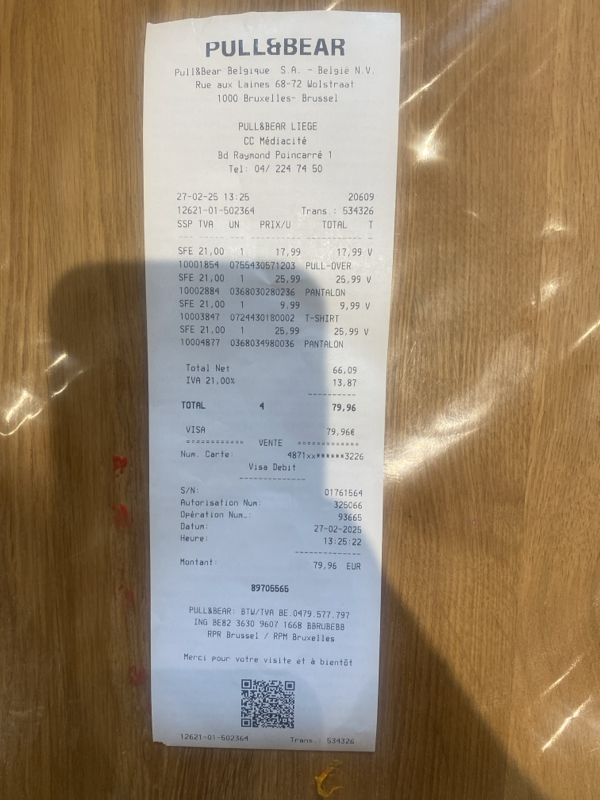 PULL&BEAR
Pull&Bear Belgique S.A. - België N.V.
Rue aux Laines 68-72 Wolstraat
1000 Bruxelles- Brussel
PULL&BEAR LIEGE
CC Médiacité
Bd Raymond Poincarré 1
Tel: 04/ 224 74 50
27-02-25 13:25 20609
12621-01-502364 Trans.: 534326
SSP TVA UN PRIX/U TOTAL T
SFE 21,00 1 17,99 17,99 V
10001854 0755430571203 PULL-OVER
SFE 21,00 1 25,99 25,99 V
10002884 0368030280236 PANTALON
SFE 21,00 1 9,99 9,99 V
10003847 0724430180002 T-SHIRT
SFE 21,00 1 25,99 25,99 V
10004877 0368034980036 PANTALON
Total Net 66,09
IVA 21,00% 13,87
----------
TOTAL 4 79,96
VISA 79,96€
=========== VENTE ============
Num. Carte: 4871xx******3226
Visa Debit
--------------
S/N: 01761564
Autorisation Num: 325066
Opération Num.: 93665
Datum: 27-02-2025
Heure: 13:25:22
--------------
Montant: 79,96 EUR
89705565
PULL&BEAR: BTW/TVA BE.0479.577.797
ING BE82 3630 9607 1668 BBRUBEBB
RPR Brussel / RPM Bruxelles
Merci pour votre visite et à bientôt
12621-01-502364 Trans.: 534326